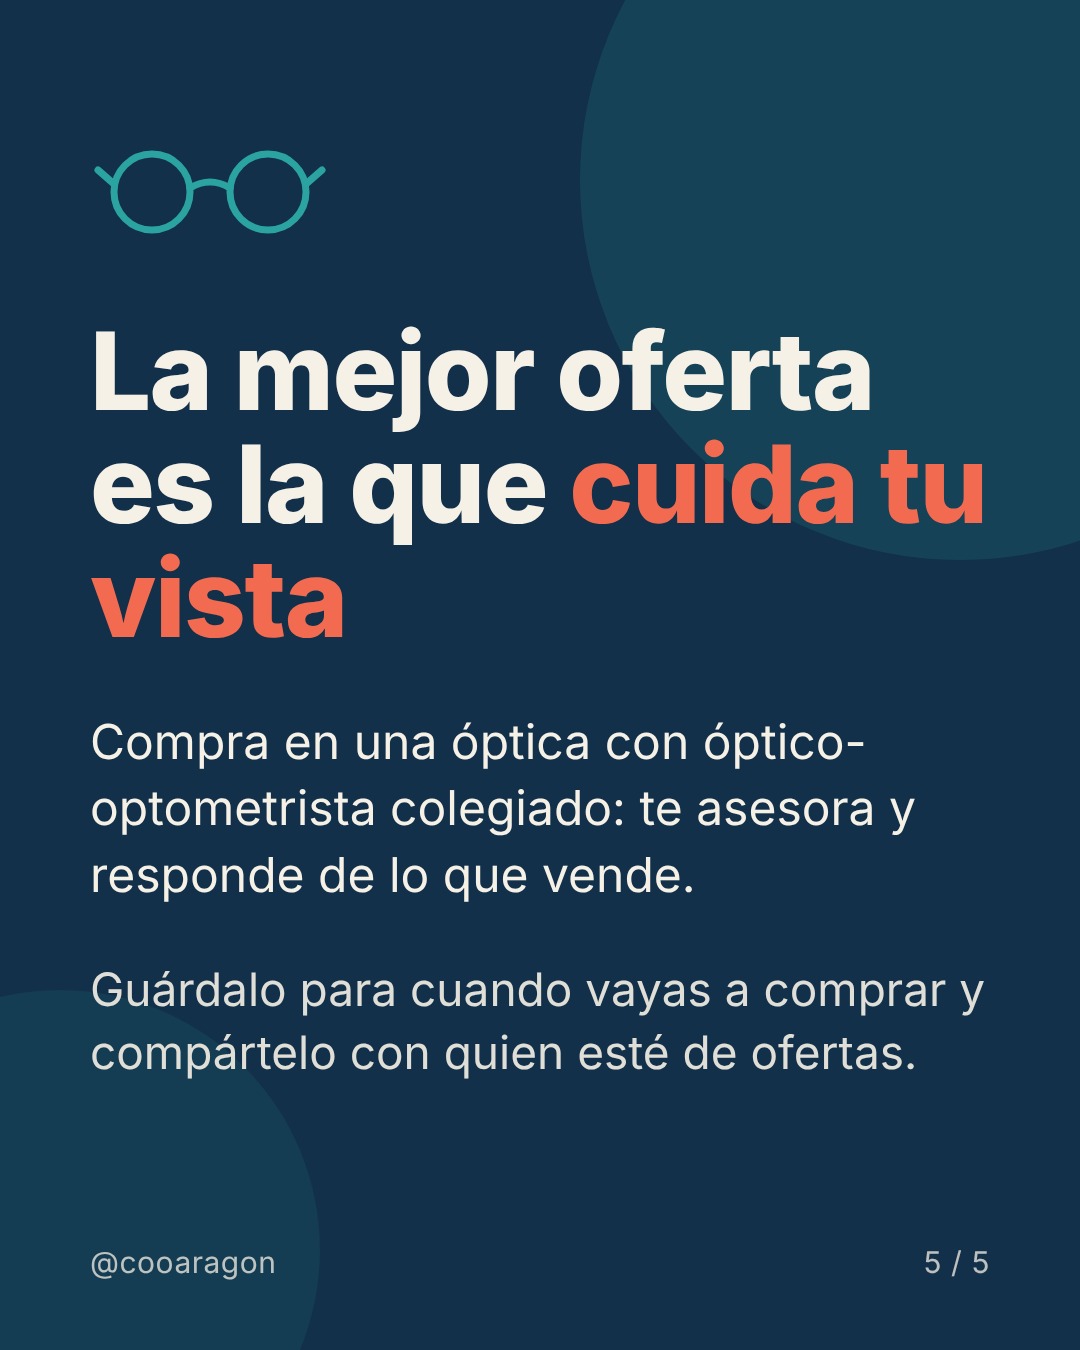 La mejor oferta
es la que cuida tu
vista
Compra en una óptica con óptico-
optometrista colegiado: te asesora y
responde de lo que vende.
Guárdalo para cuando vayas a comprar y
compártelo con quien esté de ofertas.
@cooaragon
5 / 5